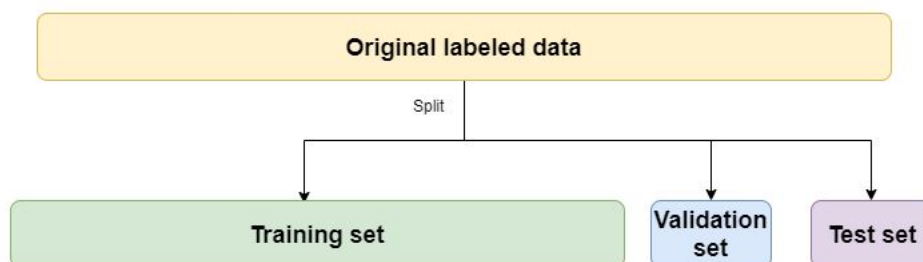 Original labeled data
Split
Training set
Validation
set
Test set